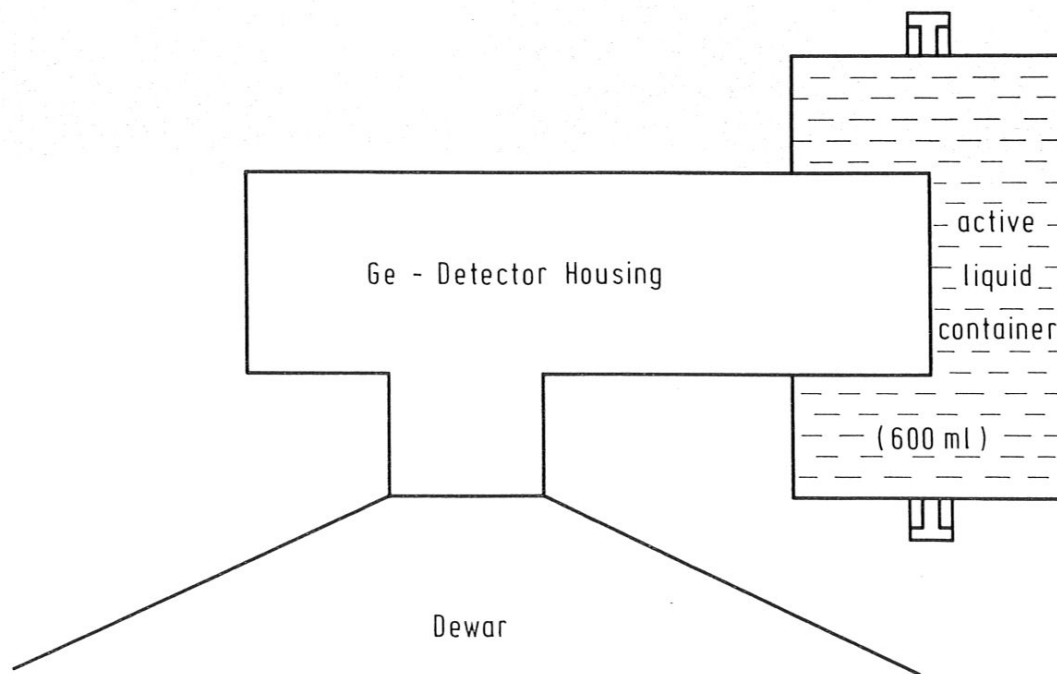 active
liquid
Ge - Detector Housing
container
(600 ml)
Dewar